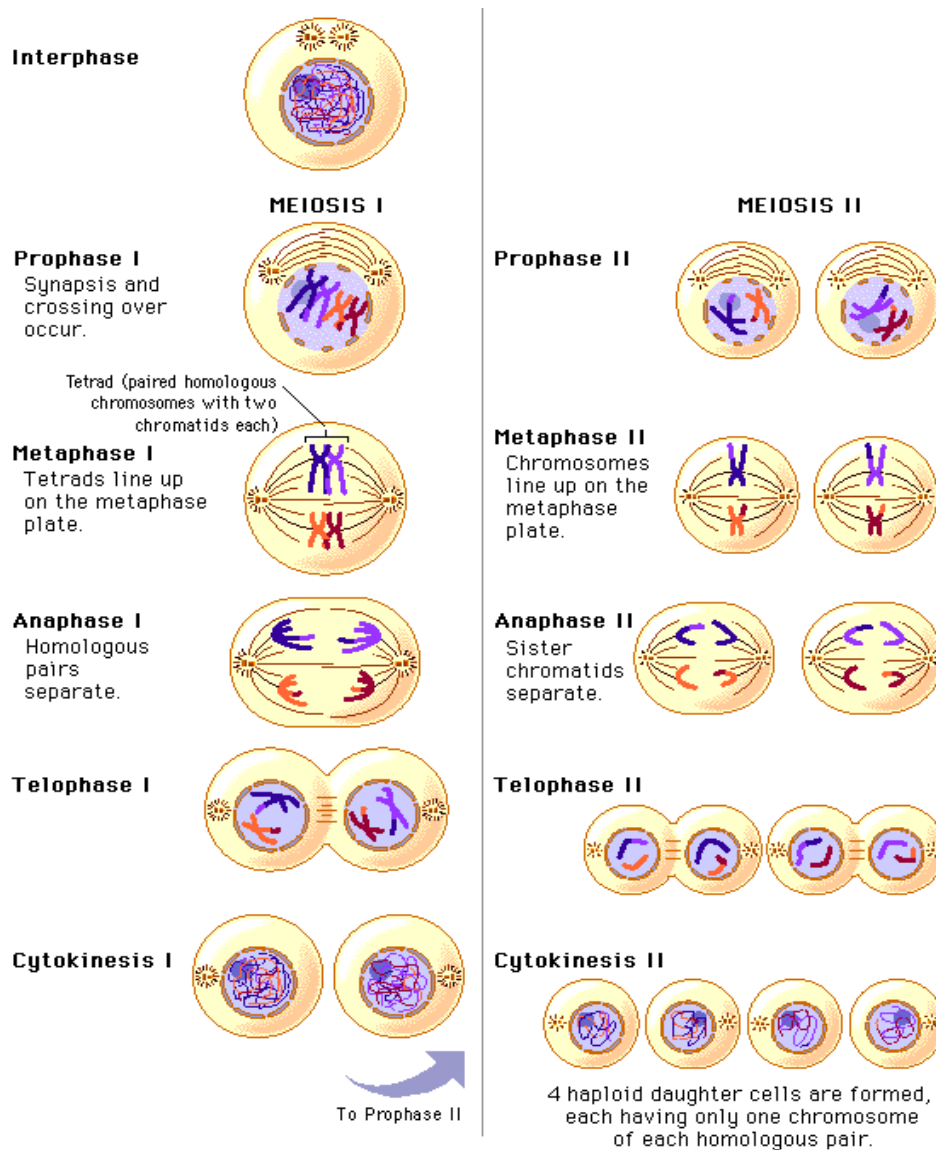 Interphase
MEIOSIS I
Prophase I
Synapsis and
crossing over
occur.
Tetrad (paired homologous
chromosomes with two
chromatids each)
Metaphase I
Tetrads line up
on the metaphase
plate.
Anaphase I
Homologous
pairs
separate.
Telophase I
Cytokinesis I
To Prophase II
MEIOSIS II
Prophase II
Metaphase II
Chromosomes
line up on the
metaphase
plate.
Anaphase II
Sister
chromatids
separate.
Telophase II
Cytokinesis II
4 haploid daughter cells are formed,
each having only one chromosome
of each homologous pair.